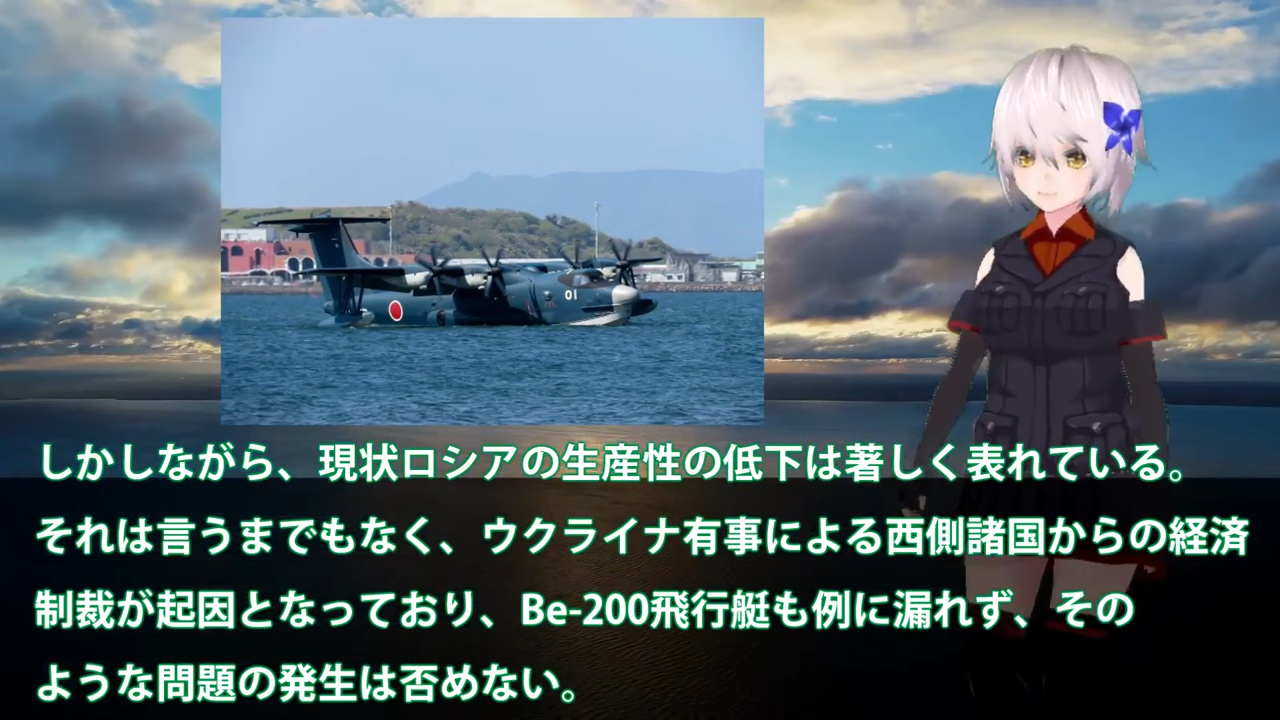 01
しかしながら、現状ロシアの生産性の低下は著しく表れている。
それは言うまでもなく、ウクライナ有事による西側諸国からの経済
制裁が起因となっており、Be-200飛行艇も例に漏れず、その
ような問題の発生は否めない。